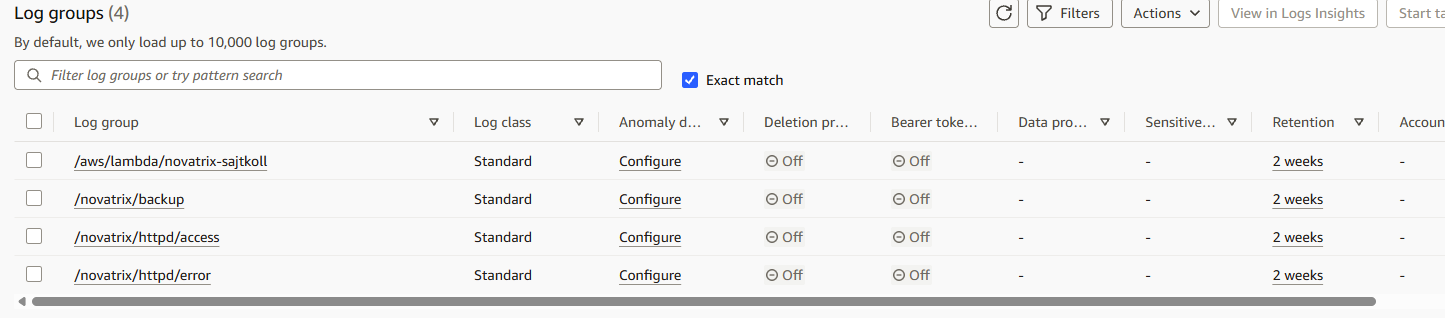 Log groups (4)
Filters
Actions
View in Logs Insights
Start ta
By default, we only load up to 10,000 log groups.
Filter log groups or try pattern search
Exact match
Log group Log class Anomaly d... Deletion pr... Bearer toke... Data pro... Sensitive... Retention Accoun
/aws/lambda/novatrix-sajtkoll Standard Configure Off Off - - 2 weeks -
/novatrix/backup Standard Configure Off Off - - 2 weeks -
/novatrix/httpd/access Standard Configure Off Off - - 2 weeks -
/novatrix/httpd/error Standard Configure Off Off - - 2 weeks -